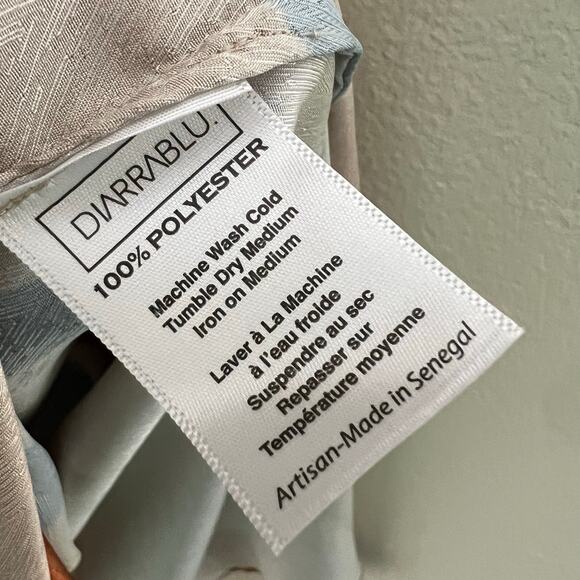 DIARRABLU.
100% POLYESTER
Machine Wash Cold
Tumble Dry Medium
Iron on Medium
Laver à La Machine
à l'eau froide
Suspendre au sec
Repasser sur
Température moyenne
Artisan-Made in Senegal